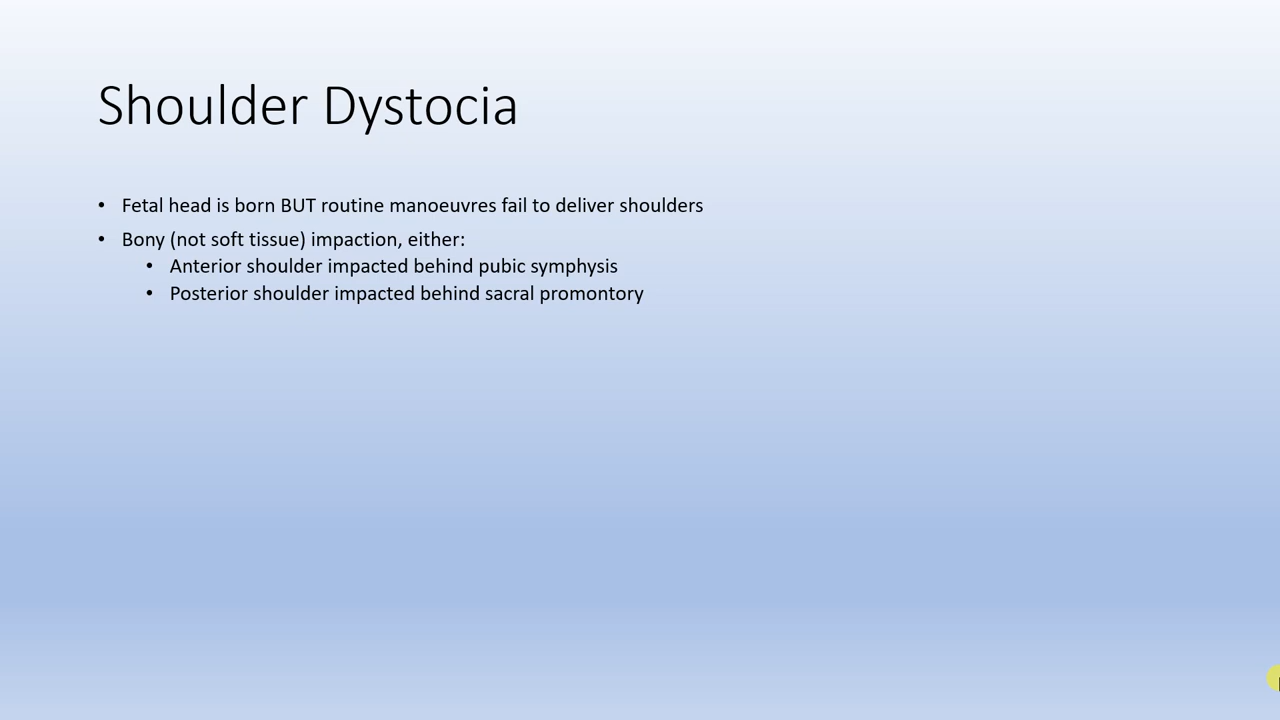 Shoulder Dystocia
• Fetal head is born BUT routine manoeuvres fail to deliver shoulders
• Bony (not soft tissue) impaction, either:
• Anterior shoulder impacted behind pubic symphysis
• Posterior shoulder impacted behind sacral promontory